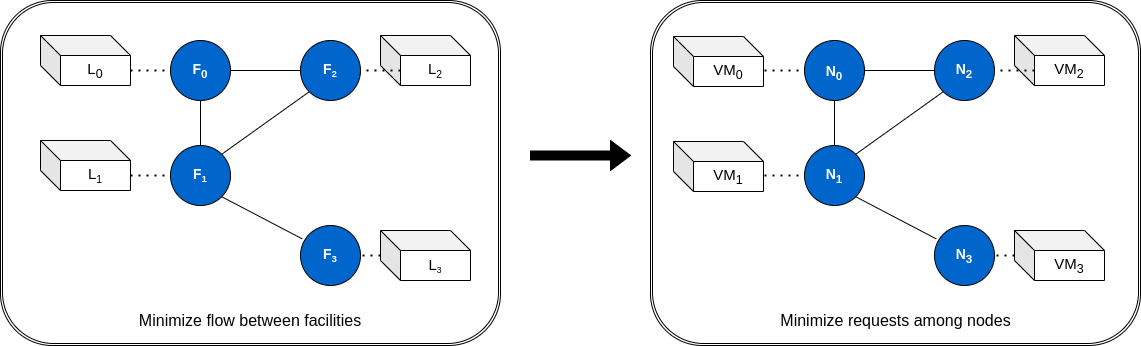 L0 F0 F2 L2
L1 F1
F3 L3
Minimize flow between facilities
VM0 N0 N2 VM2
VM1 N1
N3 VM3
Minimize requests among nodes